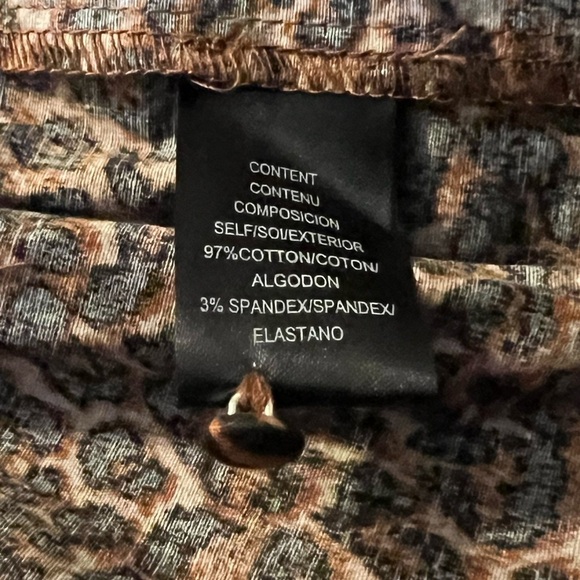 CONTENT
CONTENU
COMPOSICION
SELF/SOI/EXTERIOR
97%COTTON/COTON/
ALGODON
3% SPANDEX/SPANDEX/
ELASTANO